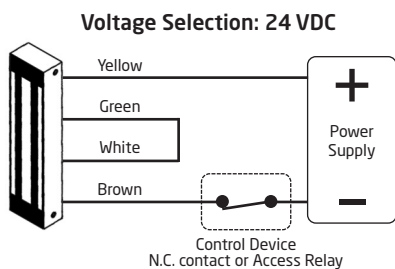 Voltage Selection: 24 VDC
Yellow
Green
White
Brown
+
Power
Supply
−
Control Device
N.C. contact or Access Relay